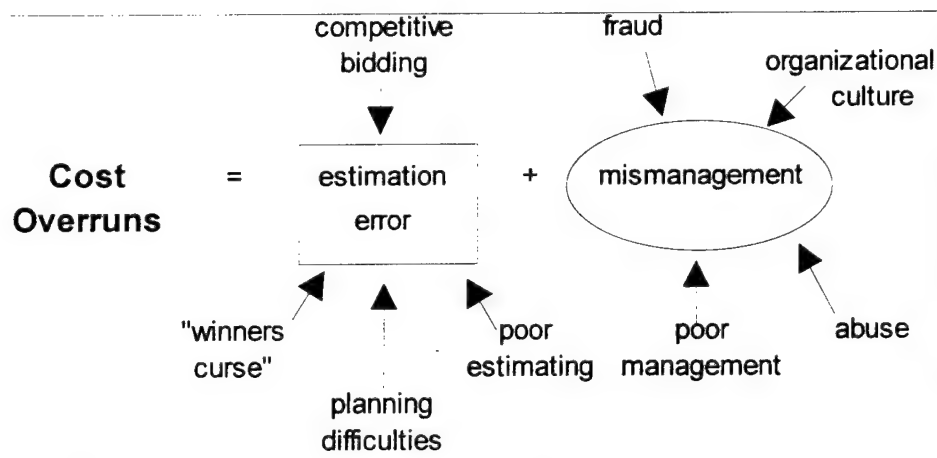 competitive
bidding
fraud
organizational
culture
Cost
Overruns
=
estimation
error
+
mismanagement
"winners
curse"
planning
difficulties
poor
estimating
poor
management
abuse